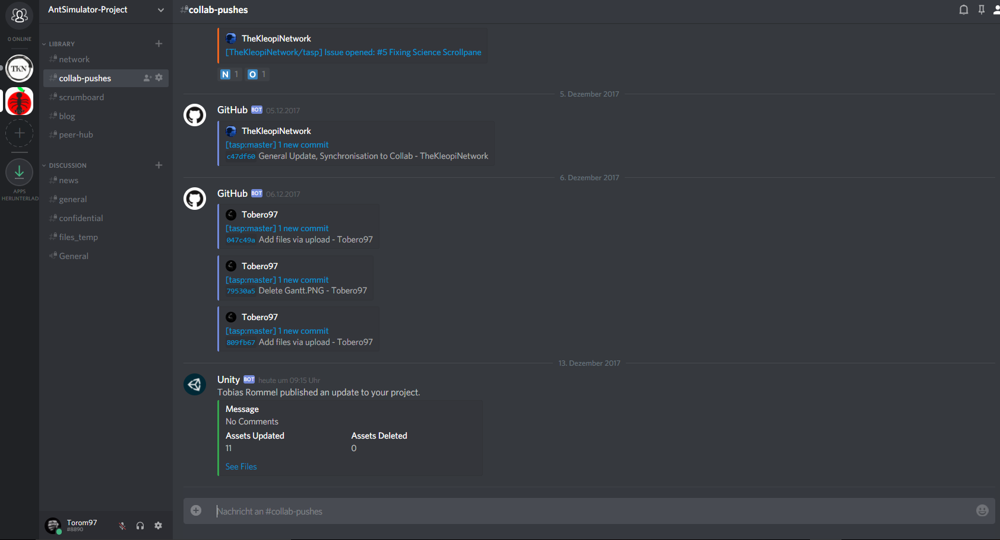 AntSimulator-Project
#collab-pushes
0 ONLINE
TKN
APPS
HERUNTERLAD
LIBRARY
network
collab-pushes
scrumboard
blog
peer-hub
DISCUSSION
news
general
confidential
files_temp
General
Torom97
#8890
TheKleopiNetwork
[TheKleopiNetwork/tasp] Issue opened: #5 Fixing Science Scrollpane
N 1 O 1
5. Dezember 2017
GitHub BOT 05.12.2017
TheKleopiNetwork
[tasp:master] 1 new commit
c47df60 General Update, Synchronisation to Collab - TheKleopiNetwork
6. Dezember 2017
GitHub BOT 06.12.2017
Tobero97
[tasp:master] 1 new commit
047c49a Add files via upload - Tobero97
Tobero97
[tasp:master] 1 new commit
79530a5 Delete Gantt.PNG - Tobero97
Tobero97
[tasp:master] 1 new commit
809fb67 Add files via upload - Tobero97
13. Dezember 2017
Unity BOT heute um 09:15 Uhr
Tobias Rommel published an update to your project.
Message
No Comments
Assets Updated Assets Deleted
11 0
See Files
Nachricht an #collab-pushes